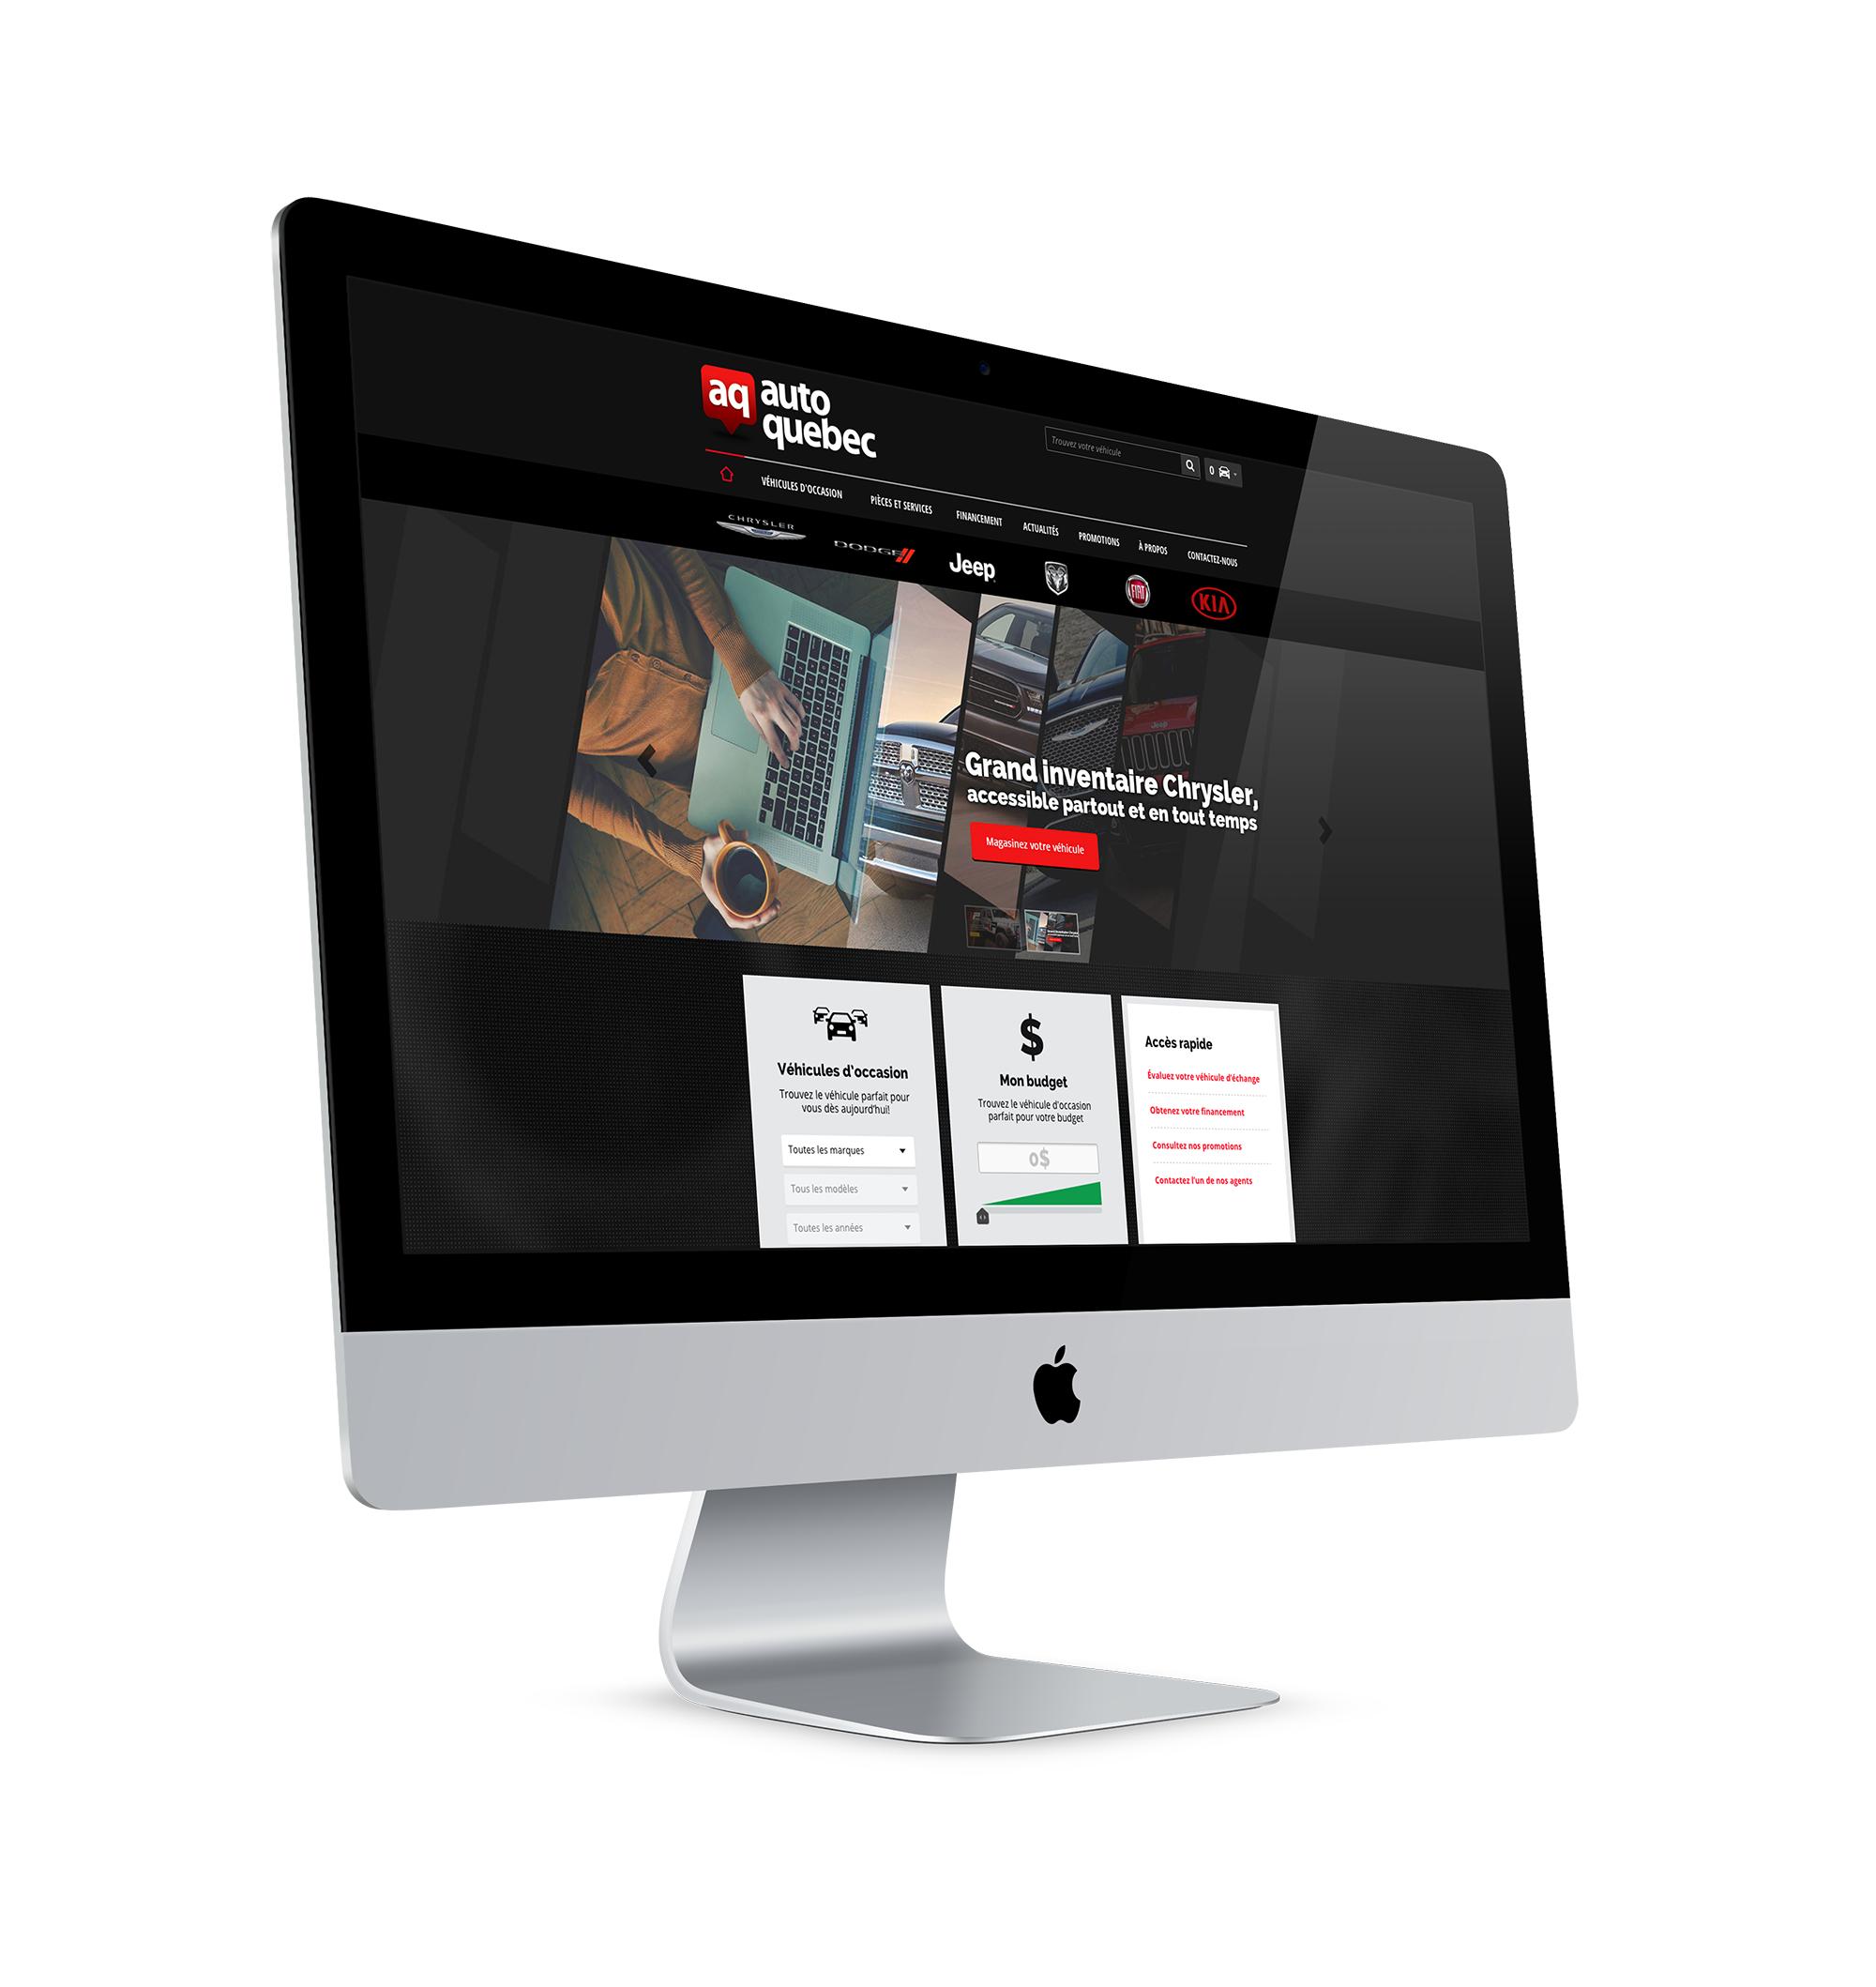 aq auto
quebec
Trouvez votre véhicule
0
VÉHICULES D'OCCASION
PIÈCES ET SERVICES
FINANCEMENT
ACTUALITÉS
PROMOTIONS
À PROPOS
CONTACTEZ-NOUS
CHRYSLER
DODGE
Jeep
FIAT
KIA
Jeep
Grand inventaire Chrysler,
accessible partout et en tout temps
Magasinez votre véhicule
Véhicules d'occasion
Trouvez le véhicule parfait pour
vous dès aujourd'hui!
Toutes les marques
Tous les modèles
Toutes les années
$
Mon budget
Trouvez le véhicule d'occasion
parfait pour votre budget
0$
Accès rapide
Évaluez votre véhicule d'échange
Obtenez votre financement
Consultez nos promotions
Contactez l'un de nos agents